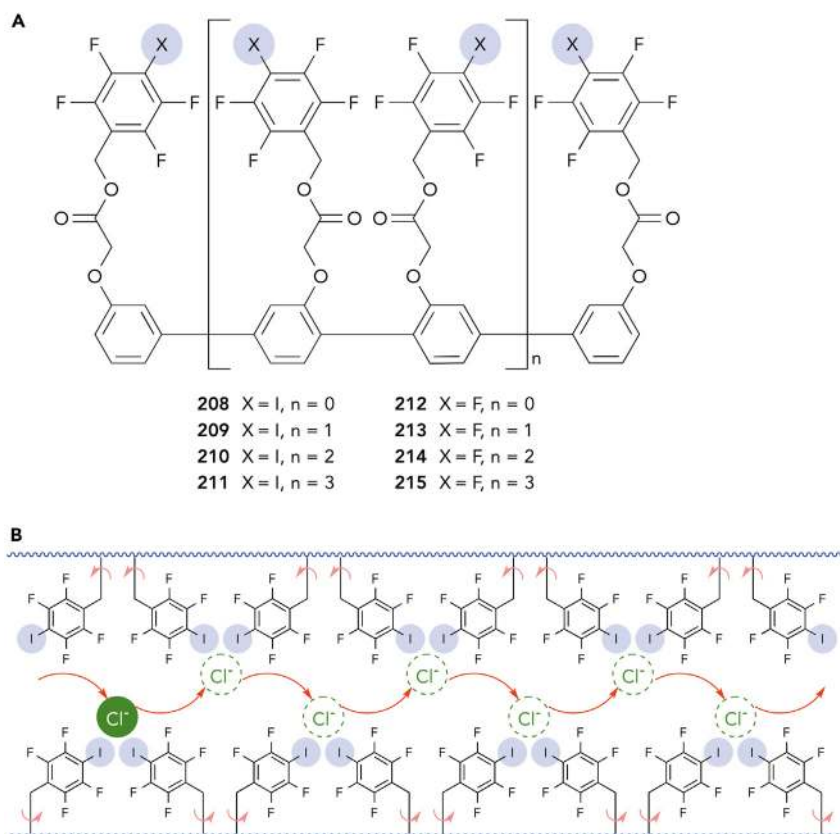 A
F X X F F X X F
F F F F F F F F
F F F F
O O O O
O O O O
O O O O
n
208 X = I, n = 0 212 X = F, n = 0
209 X = I, n = 1 213 X = F, n = 1
210 X = I, n = 2 214 X = F, n = 2
211 X = I, n = 3 215 X = F, n = 3
B
F F F F F F F F
F F F F F F F F
I F F I I F F I I F F I I F F I
F F F F F F F F
Cl⁻ Cl⁻ Cl⁻
Cl⁻ Cl⁻ Cl⁻ Cl⁻
F F F F F F F F
F I I F F I I F F I I F F I I F
F F F F F F F F
F F F F F F F F